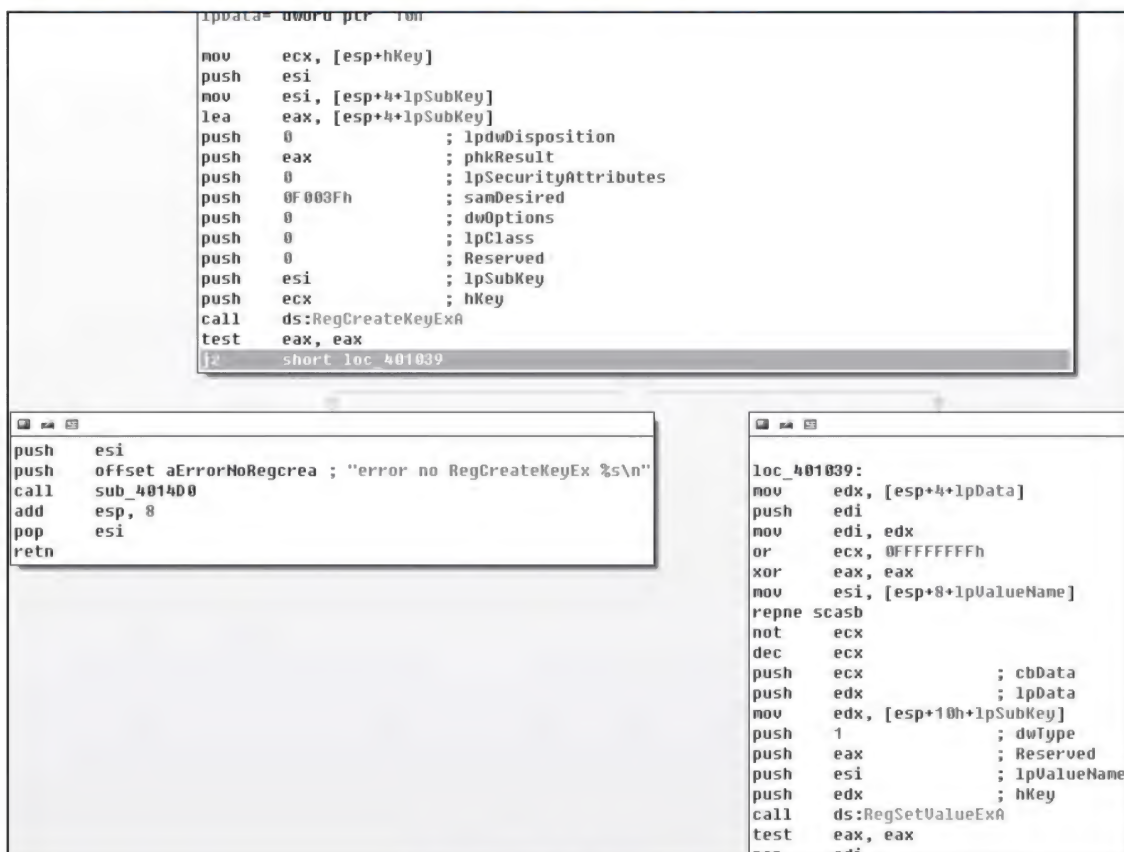 lpData= dword ptr 10h
mov ecx, [esp+hKey]
push esi
mov esi, [esp+4+lpSubKey]
lea eax, [esp+4+lpSubKey]
push 0 ; lpdwDisposition
push eax ; phkResult
push 0 ; lpSecurityAttributes
push 0F003Fh ; samDesired
push 0 ; dwOptions
push 0 ; lpClass
push 0 ; Reserved
push esi ; lpSubKey
push ecx ; hKey
call ds:RegCreateKeyExA
test eax, eax
jz short loc_401039
push esi
push offset aErrorNoRegcrea ; "error no RegCreateKeyEx %s\n"
call sub_4014D0
add esp, 8
pop esi
retn
loc_401039:
mov edx, [esp+4+lpData]
push edi
mov edi, edx
or ecx, 0FFFFFFFFh
xor eax, eax
mov esi, [esp+8+lpValueName]
repne scasb
not ecx
dec ecx
push ecx ; cbData
push edx ; lpData
mov edx, [esp+10h+lpSubKey]
push 1 ; dwType
push eax ; Reserved
push esi ; lpValueName
push edx ; hKey
call ds:RegSetValueExA
test eax, eax